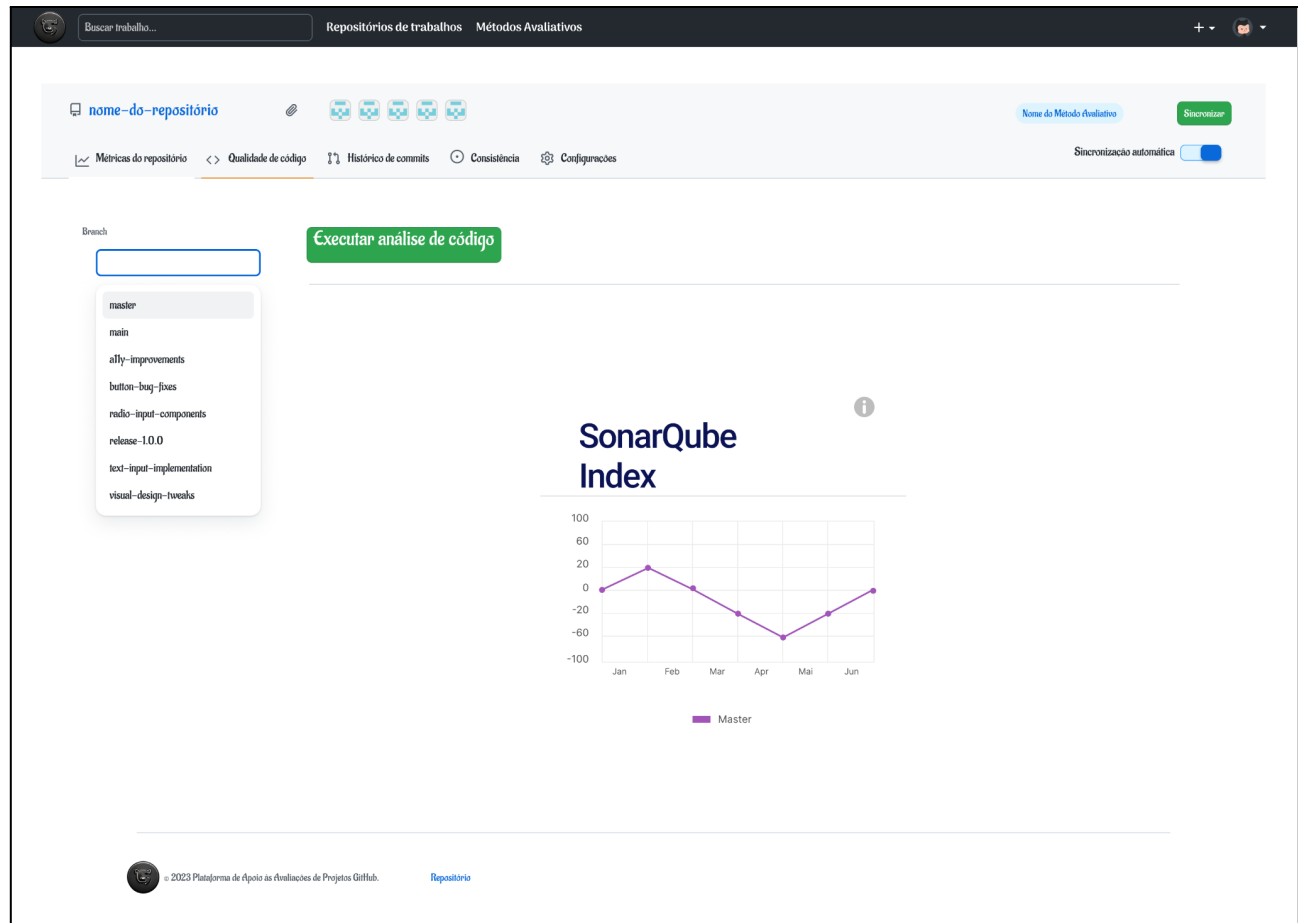 Buscar trabalho...
Repositórios de trabalhos
Métodos Avaliativos
nome-do-repositório
Nome do Método Avaliativo
Sincronizar
Métricas do repositório
Qualidade de código
Histórico de commits
Consistência
Configurações
Sincronização automática
Branch
Executar análise de código
master
main
a11y-improvements
button-bug-fixes
radio-input-components
release-1.0.0
text-input-implementation
visual-design-tweaks
SonarQube
Index
100
60
20
0
-20
-60
-100
Jan Feb Mar Apr Mai Jun
Master
© 2023 Plataforma de Apoio às Avaliações de Projetos GitHub.
Repositório